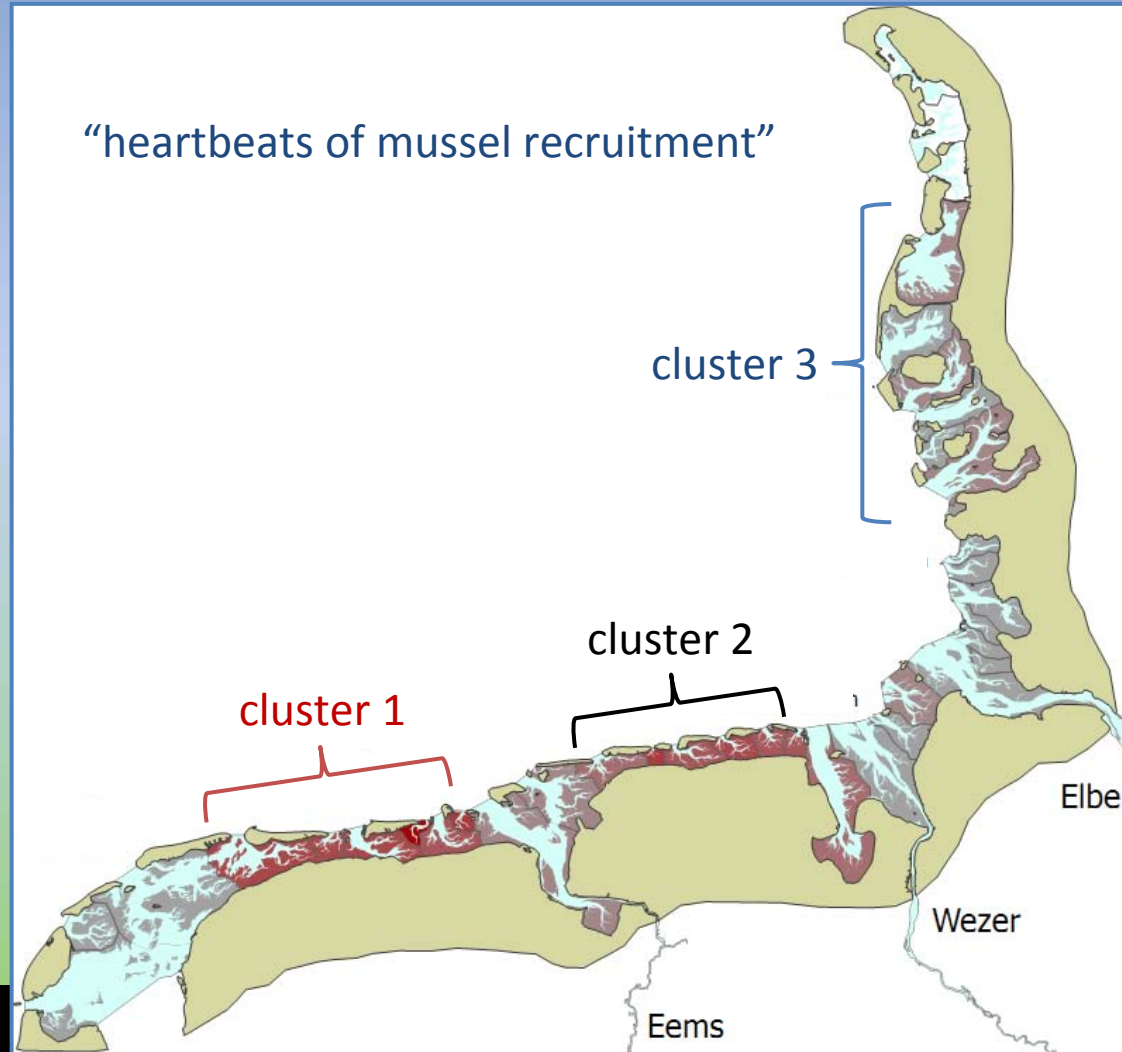 “heartbeats of mussel recruitment”
cluster 3
cluster 2
cluster 1
Elbe
Wezer
Eems